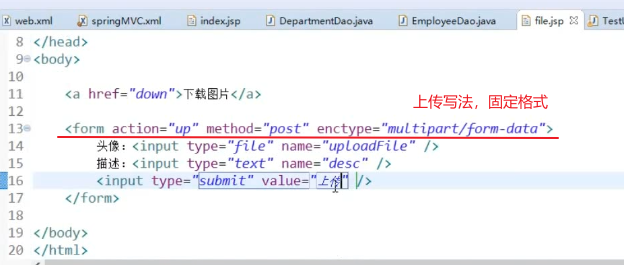 web.xml springMVC.xml index.jsp DepartmentDao.java EmployeeDao.java file.jsp TestU
8 </head>
9 <body>
10
11 <a href="down">下载图片</a>
12
上传写法，固定格式
13 <form action="up" method="post" enctype="multipart/form-data">
14 头像：<input type="file" name="uploadFile" />
15 描述：<input type="text" name="desc" />
16 <input type="submit" value="上传" />
17 </form>
18
19 </body>
20 </html>